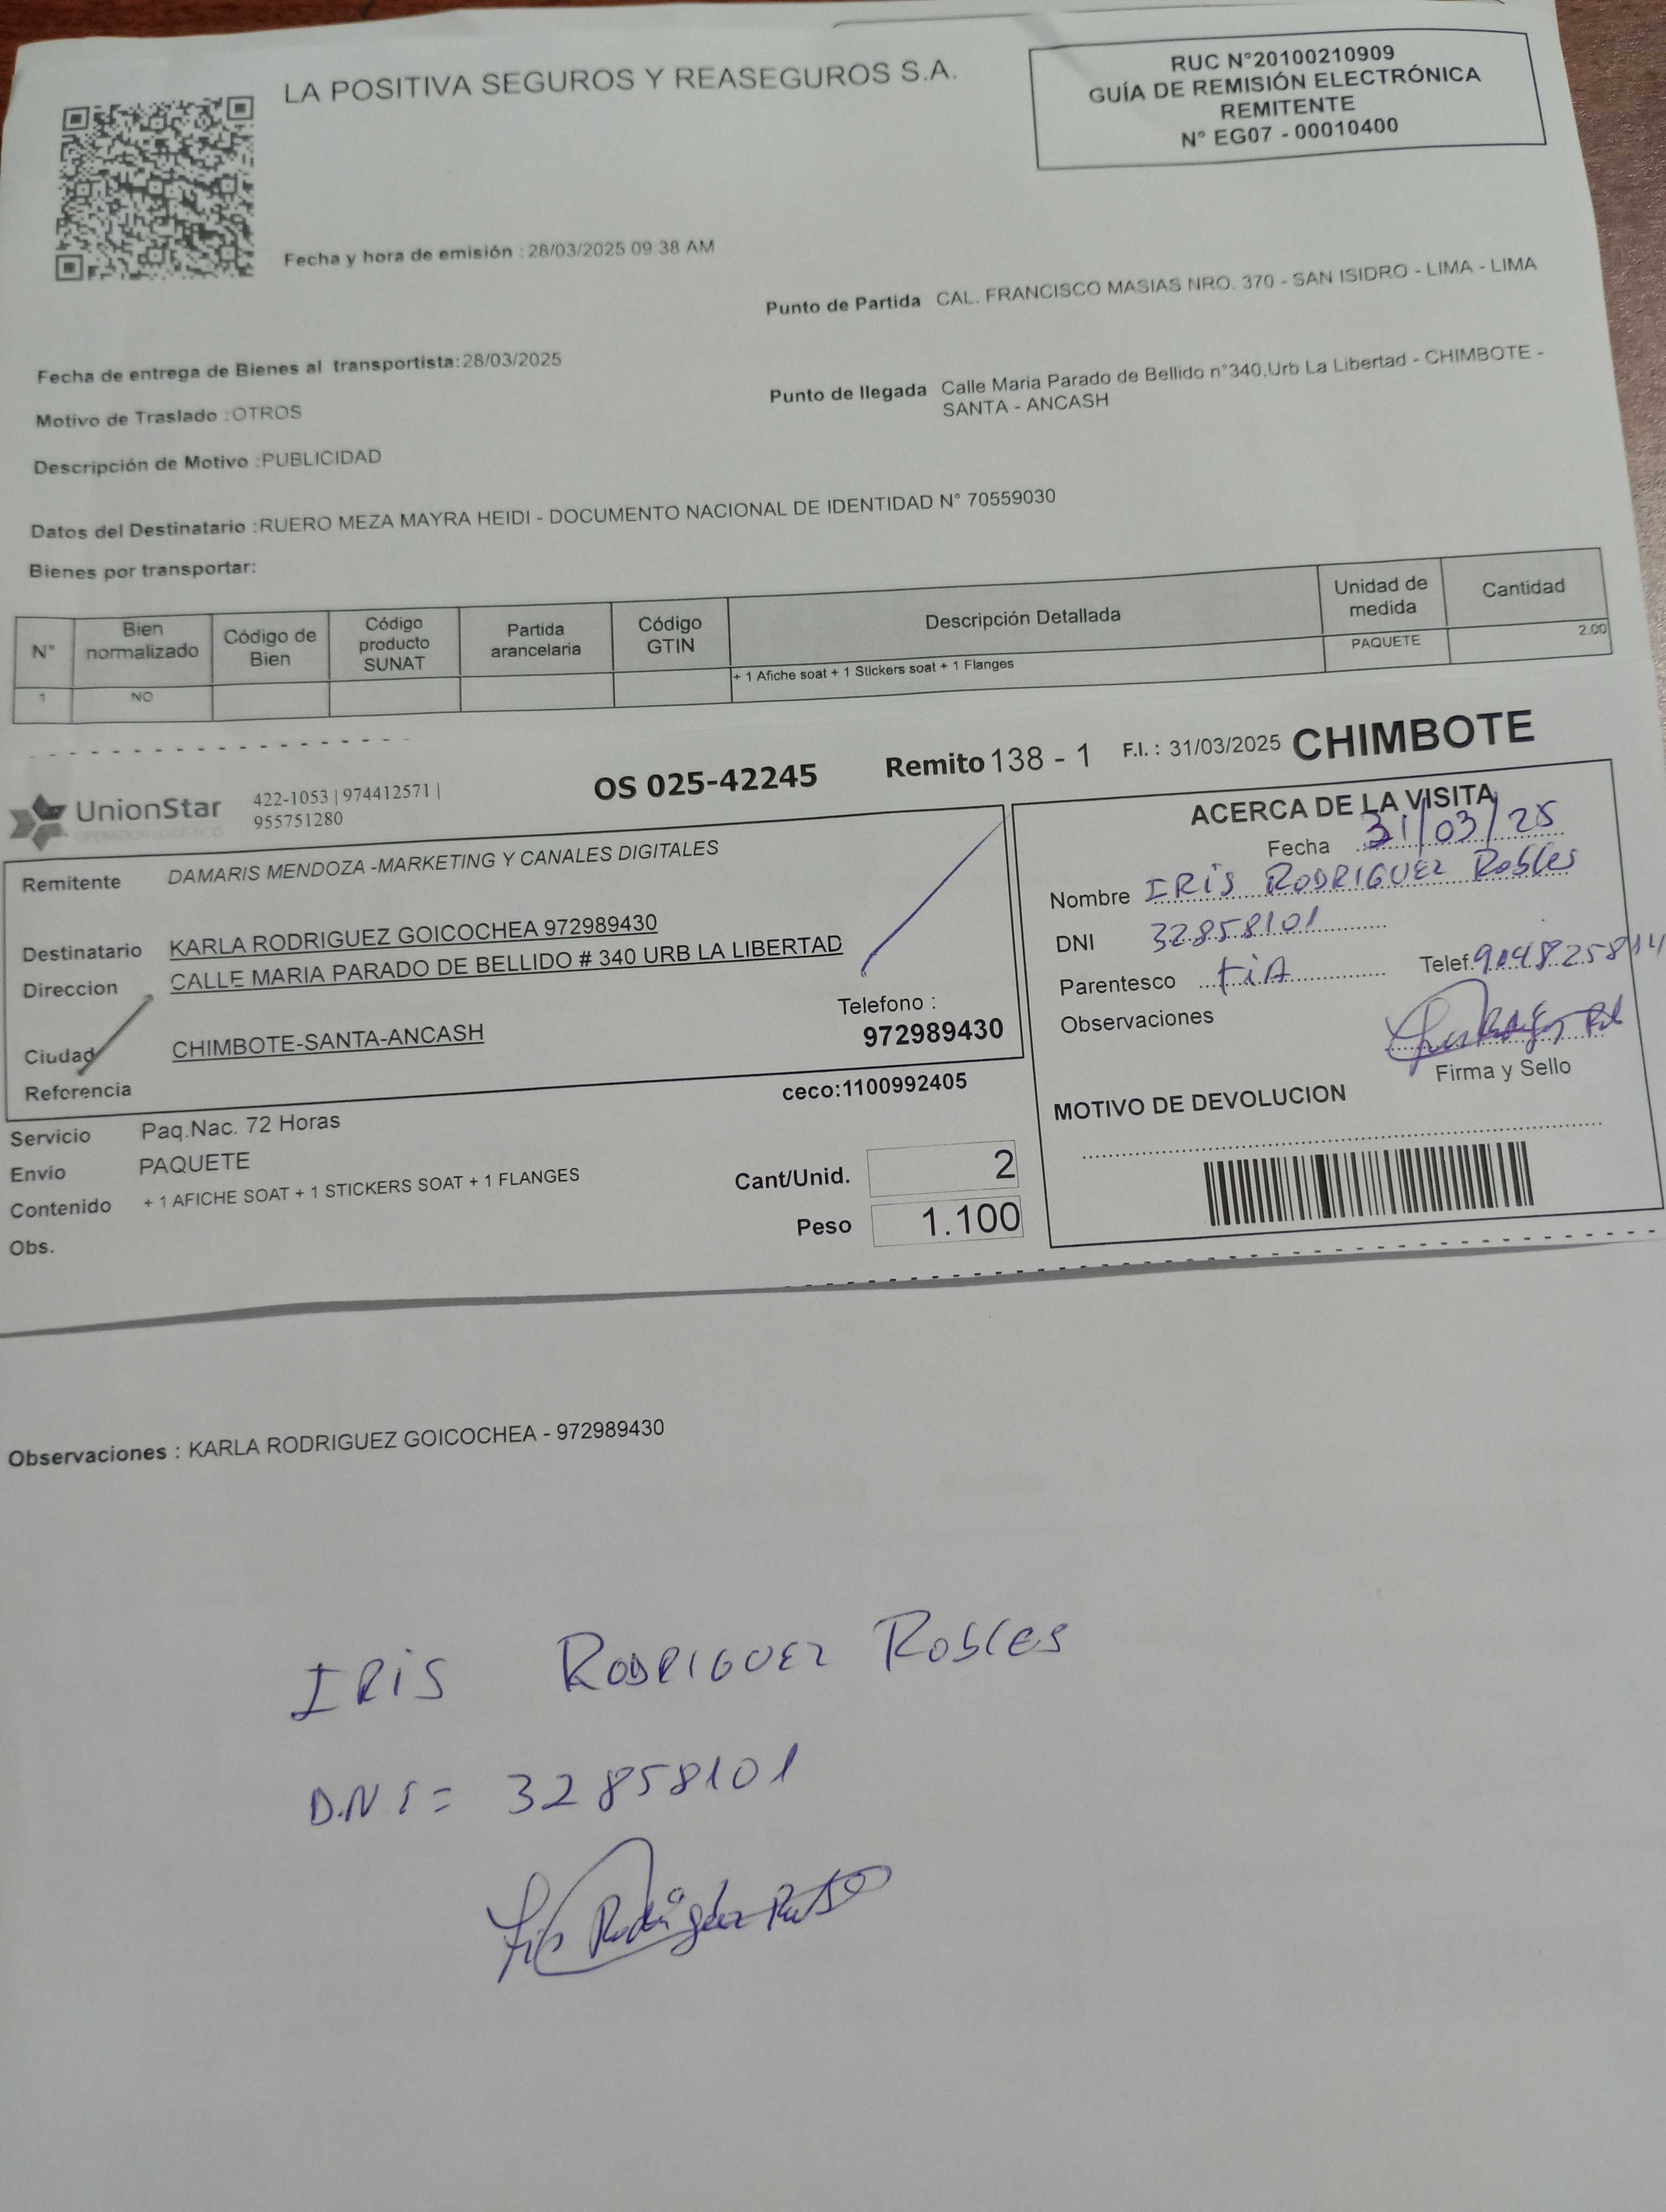 LA POSITIVA SEGUROS Y REASEGUROS S.A.
RUC N°20100210909
GUÍA DE REMISIÓN ELECTRÓNICA
REMITENTE
N° EG07 - 00010400
Fecha y hora de emisión : 28/03/2025 09:38 AM
Punto de Partida CAL. FRANCISCO MASIAS NRO. 370 - SAN ISIDRO - LIMA - LIMA
Fecha de entrega de Bienes al transportista: 28/03/2025
Punto de llegada Calle Maria Parado de Bellido n°340,Urb La Libertad - CHIMBOTE -
SANTA - ANCASH
Motivo de Traslado : OTROS
Descripción de Motivo : PUBLICIDAD
Datos del Destinatario : RUERO MEZA MAYRA HEIDI - DOCUMENTO NACIONAL DE IDENTIDAD N° 70559030
Bienes por transportar:
N° Bien normalizado Código de Bien Código producto SUNAT Partida arancelaria Código GTIN Descripción Detallada Unidad de medida Cantidad
1 NO + 1 Afiche soat + 1 Stickers soat + 1 Flanges PAQUETE 2.00
UnionStar
OPERADOR LOGISTICO
422-1053 | 974412571 |
955751280
OS 025-42245 Remito 138 - 1 F.I. : 31/03/2025 CHIMBOTE
Remitente DAMARIS MENDOZA -MARKETING Y CANALES DIGITALES
Destinatario KARLA RODRIGUEZ GOICOCHEA 972989430
Direccion CALLE MARIA PARADO DE BELLIDO # 340 URB LA LIBERTAD
Telefono :
972989430
Ciudad CHIMBOTE-SANTA-ANCASH
Referencia
ceco:1100992405
Servicio Paq.Nac. 72 Horas
Envio PAQUETE
Contenido + 1 AFICHE SOAT + 1 STICKERS SOAT + 1 FLANGES
Obs.
Cant/Unid. 2
Peso 1.100
ACERCA DE LA VISITA
Fecha 31/03/25
Nombre IRIS RODRIGUEZ Robles
DNI 32858101
Parentesco tiA Telef. 904825814
Observaciones
Firma y Sello
MOTIVO DE DEVOLUCION
Observaciones : KARLA RODRIGUEZ GOICOCHEA - 972989430
IRIS RODRIGUEZ Robles
D.N I = 32858101